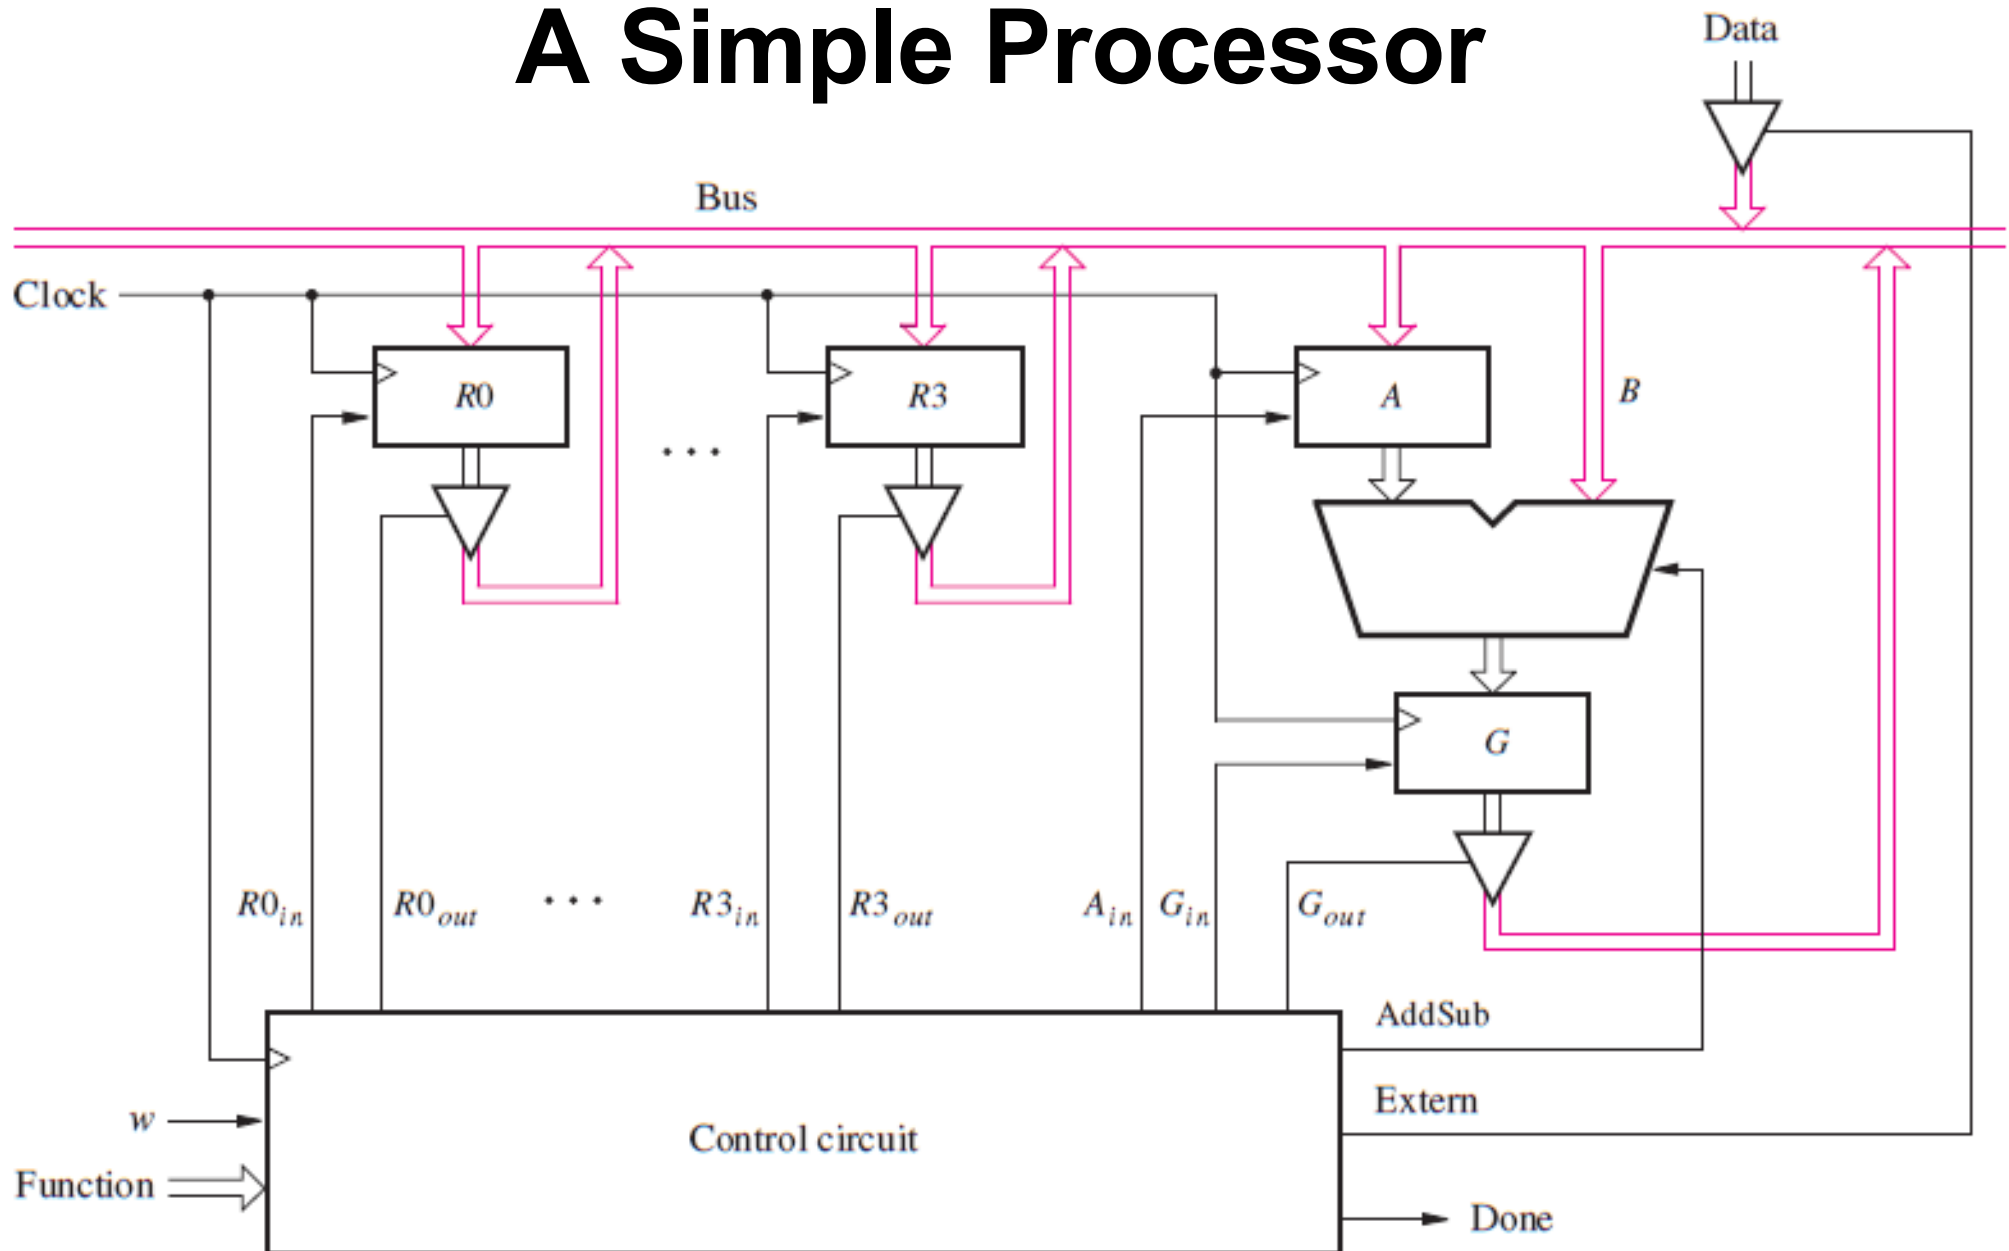 A Simple Processor
Data
Bus
Clock
R0
R3
A
B
. . .
G
R0in
R0out
. . .
R3in
R3out
Ain
Gin
Gout
AddSub
Extern
w
Control circuit
Function
Done